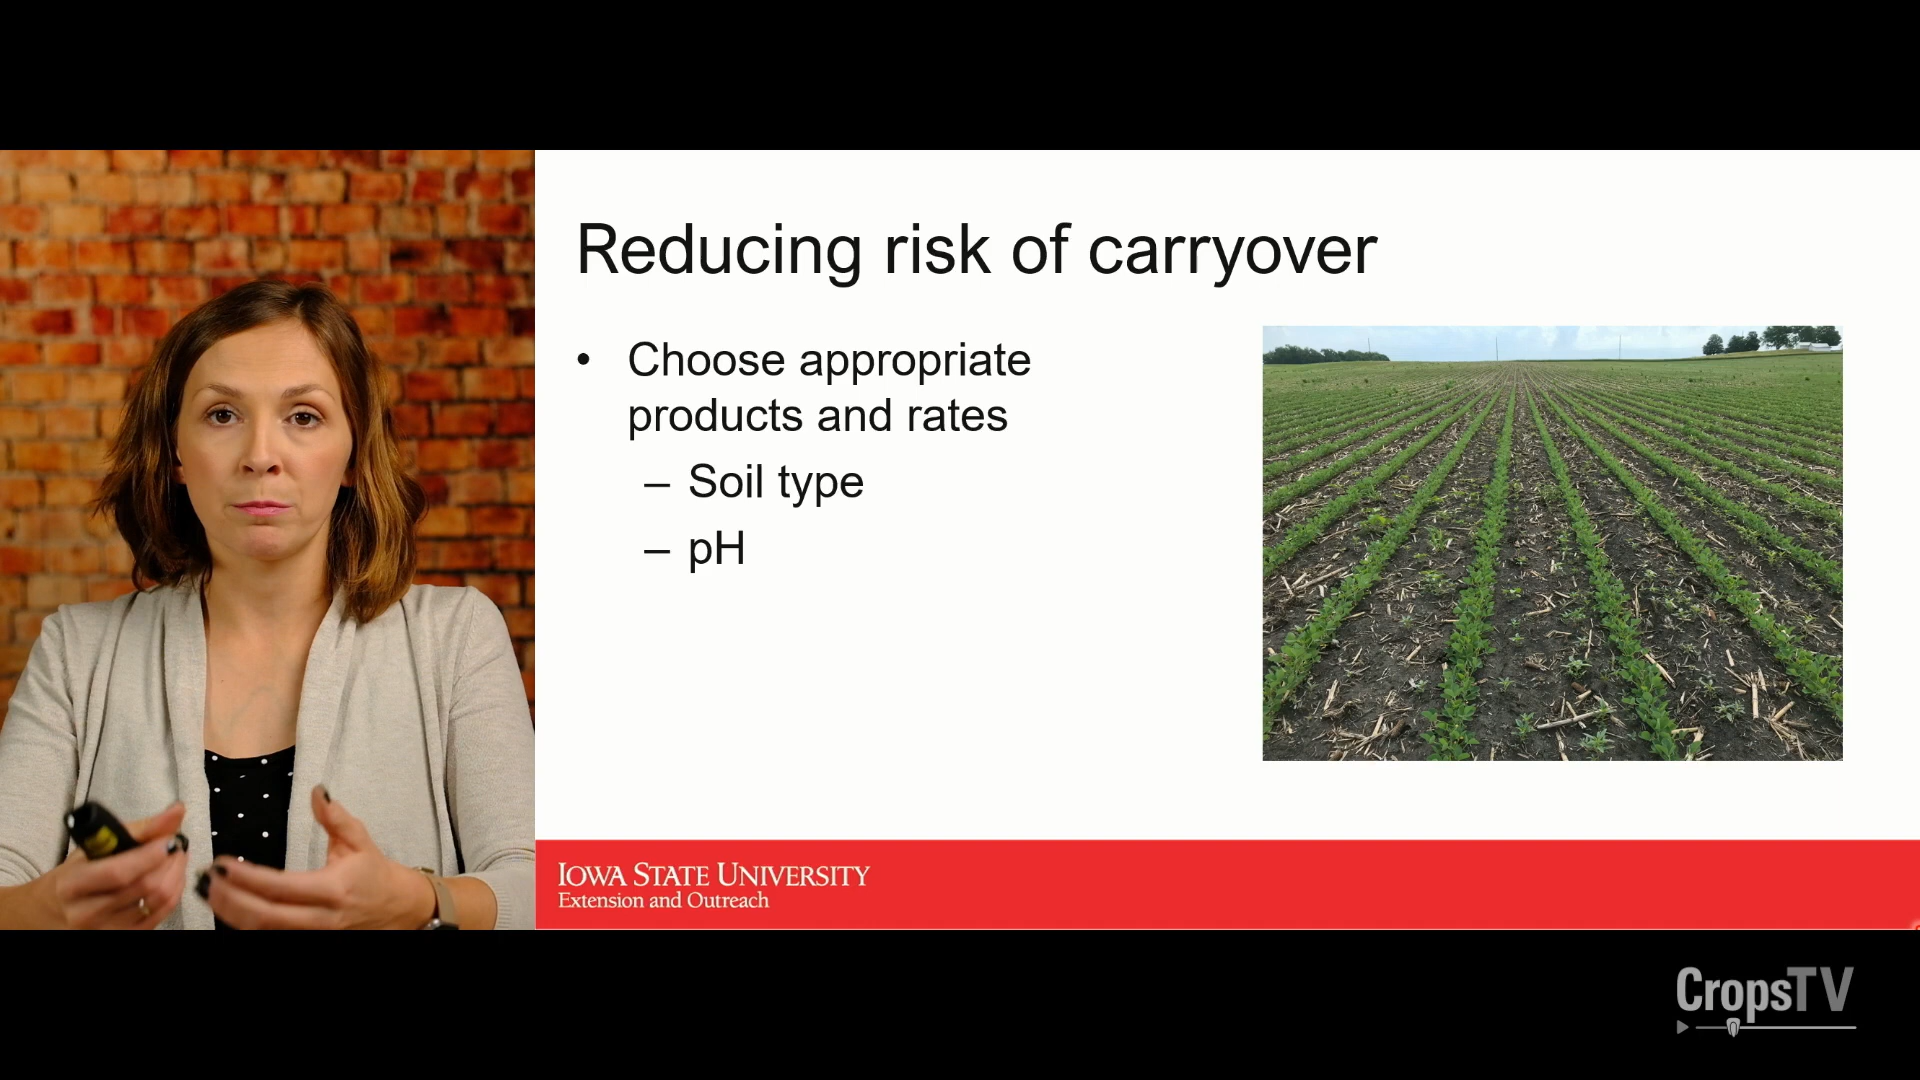 Reducing risk of carryover
• Choose appropriate
products and rates
– Soil type
– pH
IOWA STATE UNIVERSITY
Extension and Outreach
CropsTV